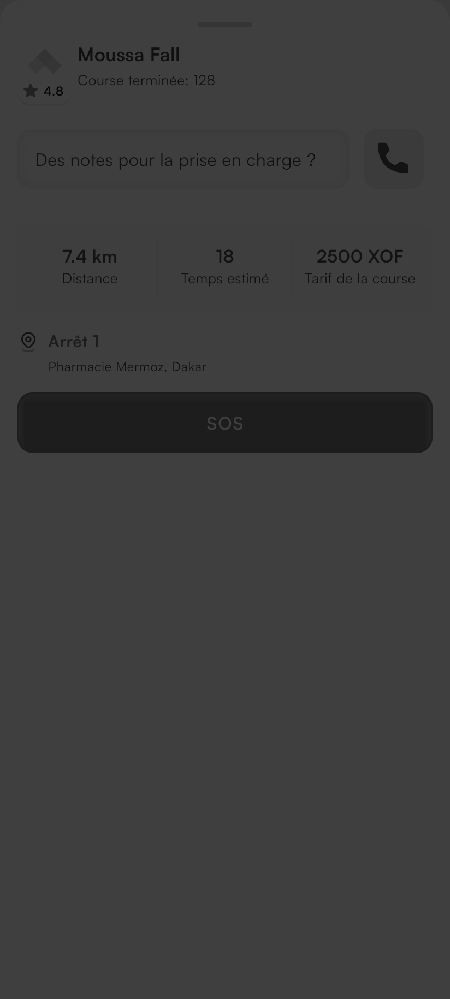 Moussa Fall
Course terminée: 128
4.8
Des notes pour la prise en charge ?
7.4 km
Distance
18
Temps estimé
2500 XOF
Tarif de la course
Arrêt 1
Pharmacie Mermoz, Dakar
SOS